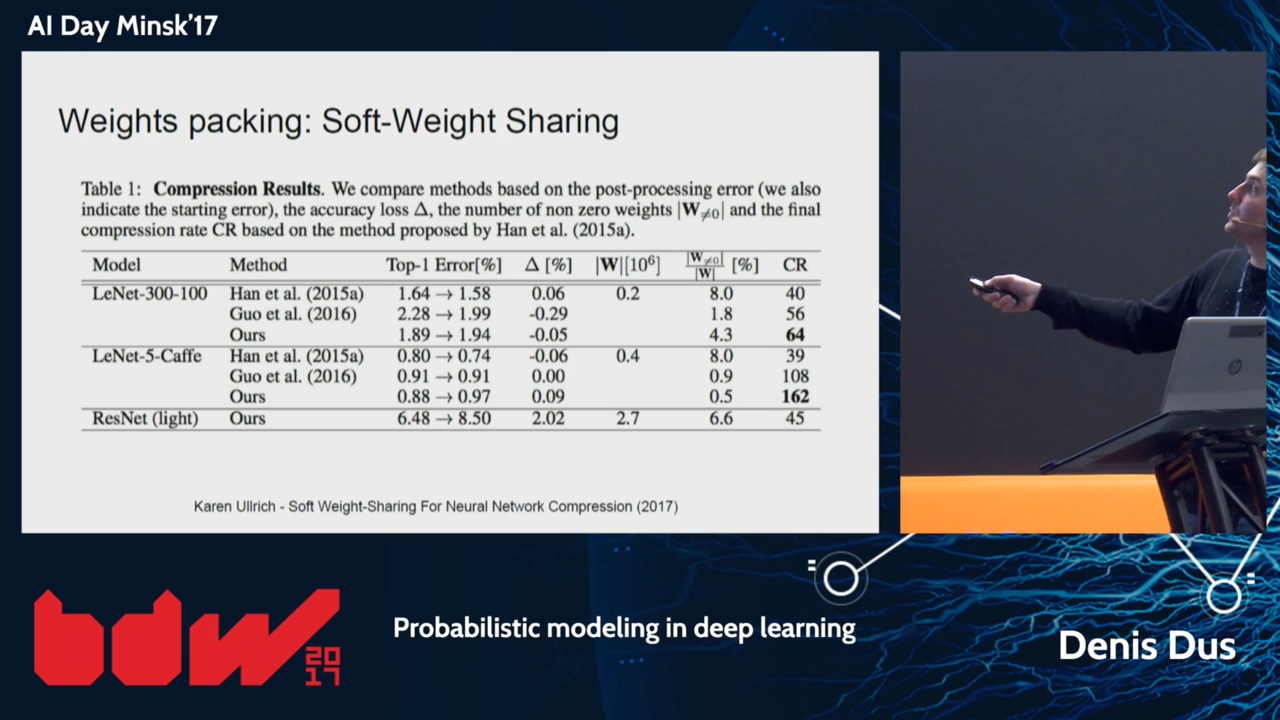 AI Day Minsk’17
Weights packing: Soft-Weight Sharing
Table 1: Compression Results. We compare methods based on the post-processing error (we also
indicate the starting error), the accuracy loss Δ, the number of non zero weights |W≠0| and the final
compression rate CR based on the method proposed by Han et al. (2015a).
Model Method Top-1 Error[%] Δ [%] |W|[10⁶] |W≠0|/|W| [%] CR
LeNet-300-100 Han et al. (2015a) 1.64 → 1.58 0.06 0.2 8.0 40
Guo et al. (2016) 2.28 → 1.99 -0.29 1.8 56
Ours 1.89 → 1.94 -0.05 4.3 64
LeNet-5-Caffe Han et al. (2015a) 0.80 → 0.74 -0.06 0.4 8.0 39
Guo et al. (2016) 0.91 → 0.91 0.00 0.9 108
Ours 0.88 → 0.97 0.09 0.5 162
ResNet (light) Ours 6.48 → 8.50 2.02 2.7 6.6 45
Karen Ullrich - Soft Weight-Sharing For Neural Network Compression (2017)
bdw
20
17
Probabilistic modeling in deep learning
Denis Dus